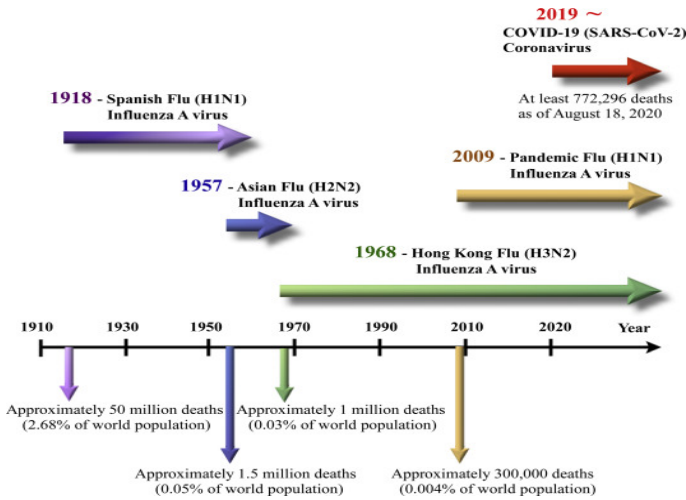 2019 ~
COVID-19 (SARS-CoV-2)
Coronavirus
At least 772,296 deaths
as of August 18, 2020
1918 - Spanish Flu (H1N1)
Influenza A virus
2009 - Pandemic Flu (H1N1)
Influenza A virus
1957 - Asian Flu (H2N2)
Influenza A virus
1968 - Hong Kong Flu (H3N2)
Influenza A virus
1910 1930 1950 1970 1990 2010 2020 Year
Approximately 50 million deaths
(2.68% of world population)
Approximately 1 million deaths
(0.03% of world population)
Approximately 1.5 million deaths
(0.05% of world population)
Approximately 300,000 deaths
(0.004% of world population)